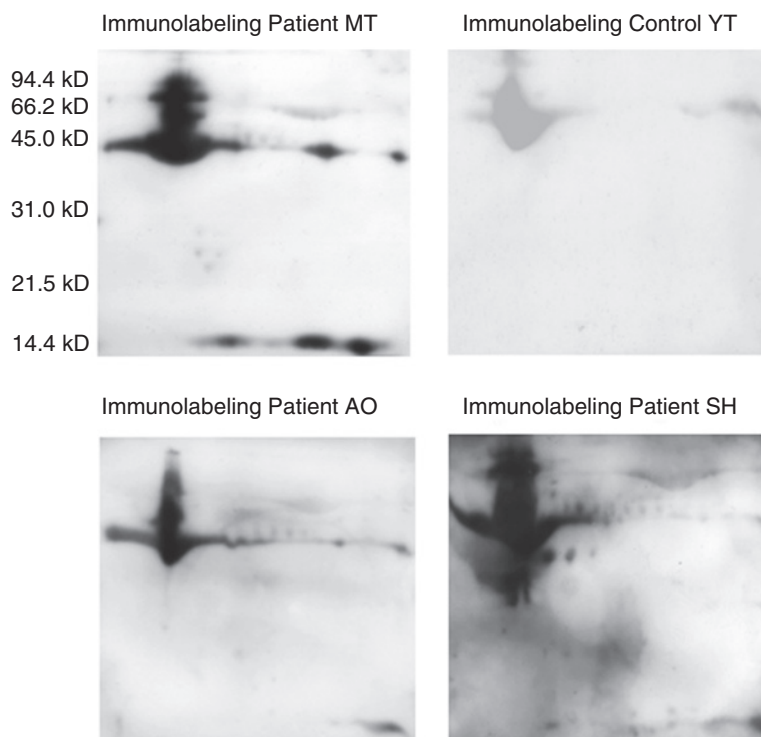 Immunolabeling Patient MT
Immunolabeling Control YT
94.4 kD
66.2 kD
45.0 kD
31.0 kD
21.5 kD
14.4 kD
Immunolabeling Patient AO
Immunolabeling Patient SH